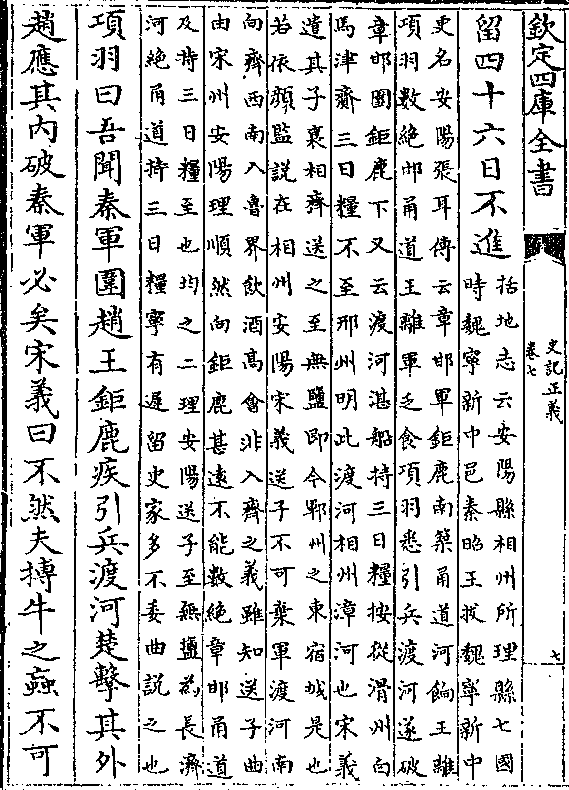 欽定四庫全書
史記正義
卷七
七
留四十六日不進
括地志云安陽縣相州所理縣七國
時魏寧新中邑秦昭王拔魏寧新中
更名安陽張耳傳云章邯軍鉅鹿南築甬道河餉王離
項羽數絕邯甬道王離軍乏食項羽悉引兵渡河遂破
章邯圍鉅鹿下又云渡河湛船持三日糧按從滑州白
馬津齎三日糧不至邢州明此渡河相州漳河也宋義
遣其子襄相齊送之至無鹽即今鄆州之東宿城是也
若依顏監説在相州安陽宋義送子不可棄軍渡河南
向齊西南入魯界飲酒高會非入齊之義雖知送子曲
由宋州安陽理順然向鉅鹿甚遠不能數絕章邯甬道
及持三日糧至也均之二理安陽送子至無鹽為長濟
河絕甬道持三日糧寧有遲留史家多不委曲説之也
項羽曰吾聞秦軍圍趙王鉅鹿疾引兵渡河楚擊其外
趙應其內破秦軍必矣宋義曰不然夫搏牛之蝱不可